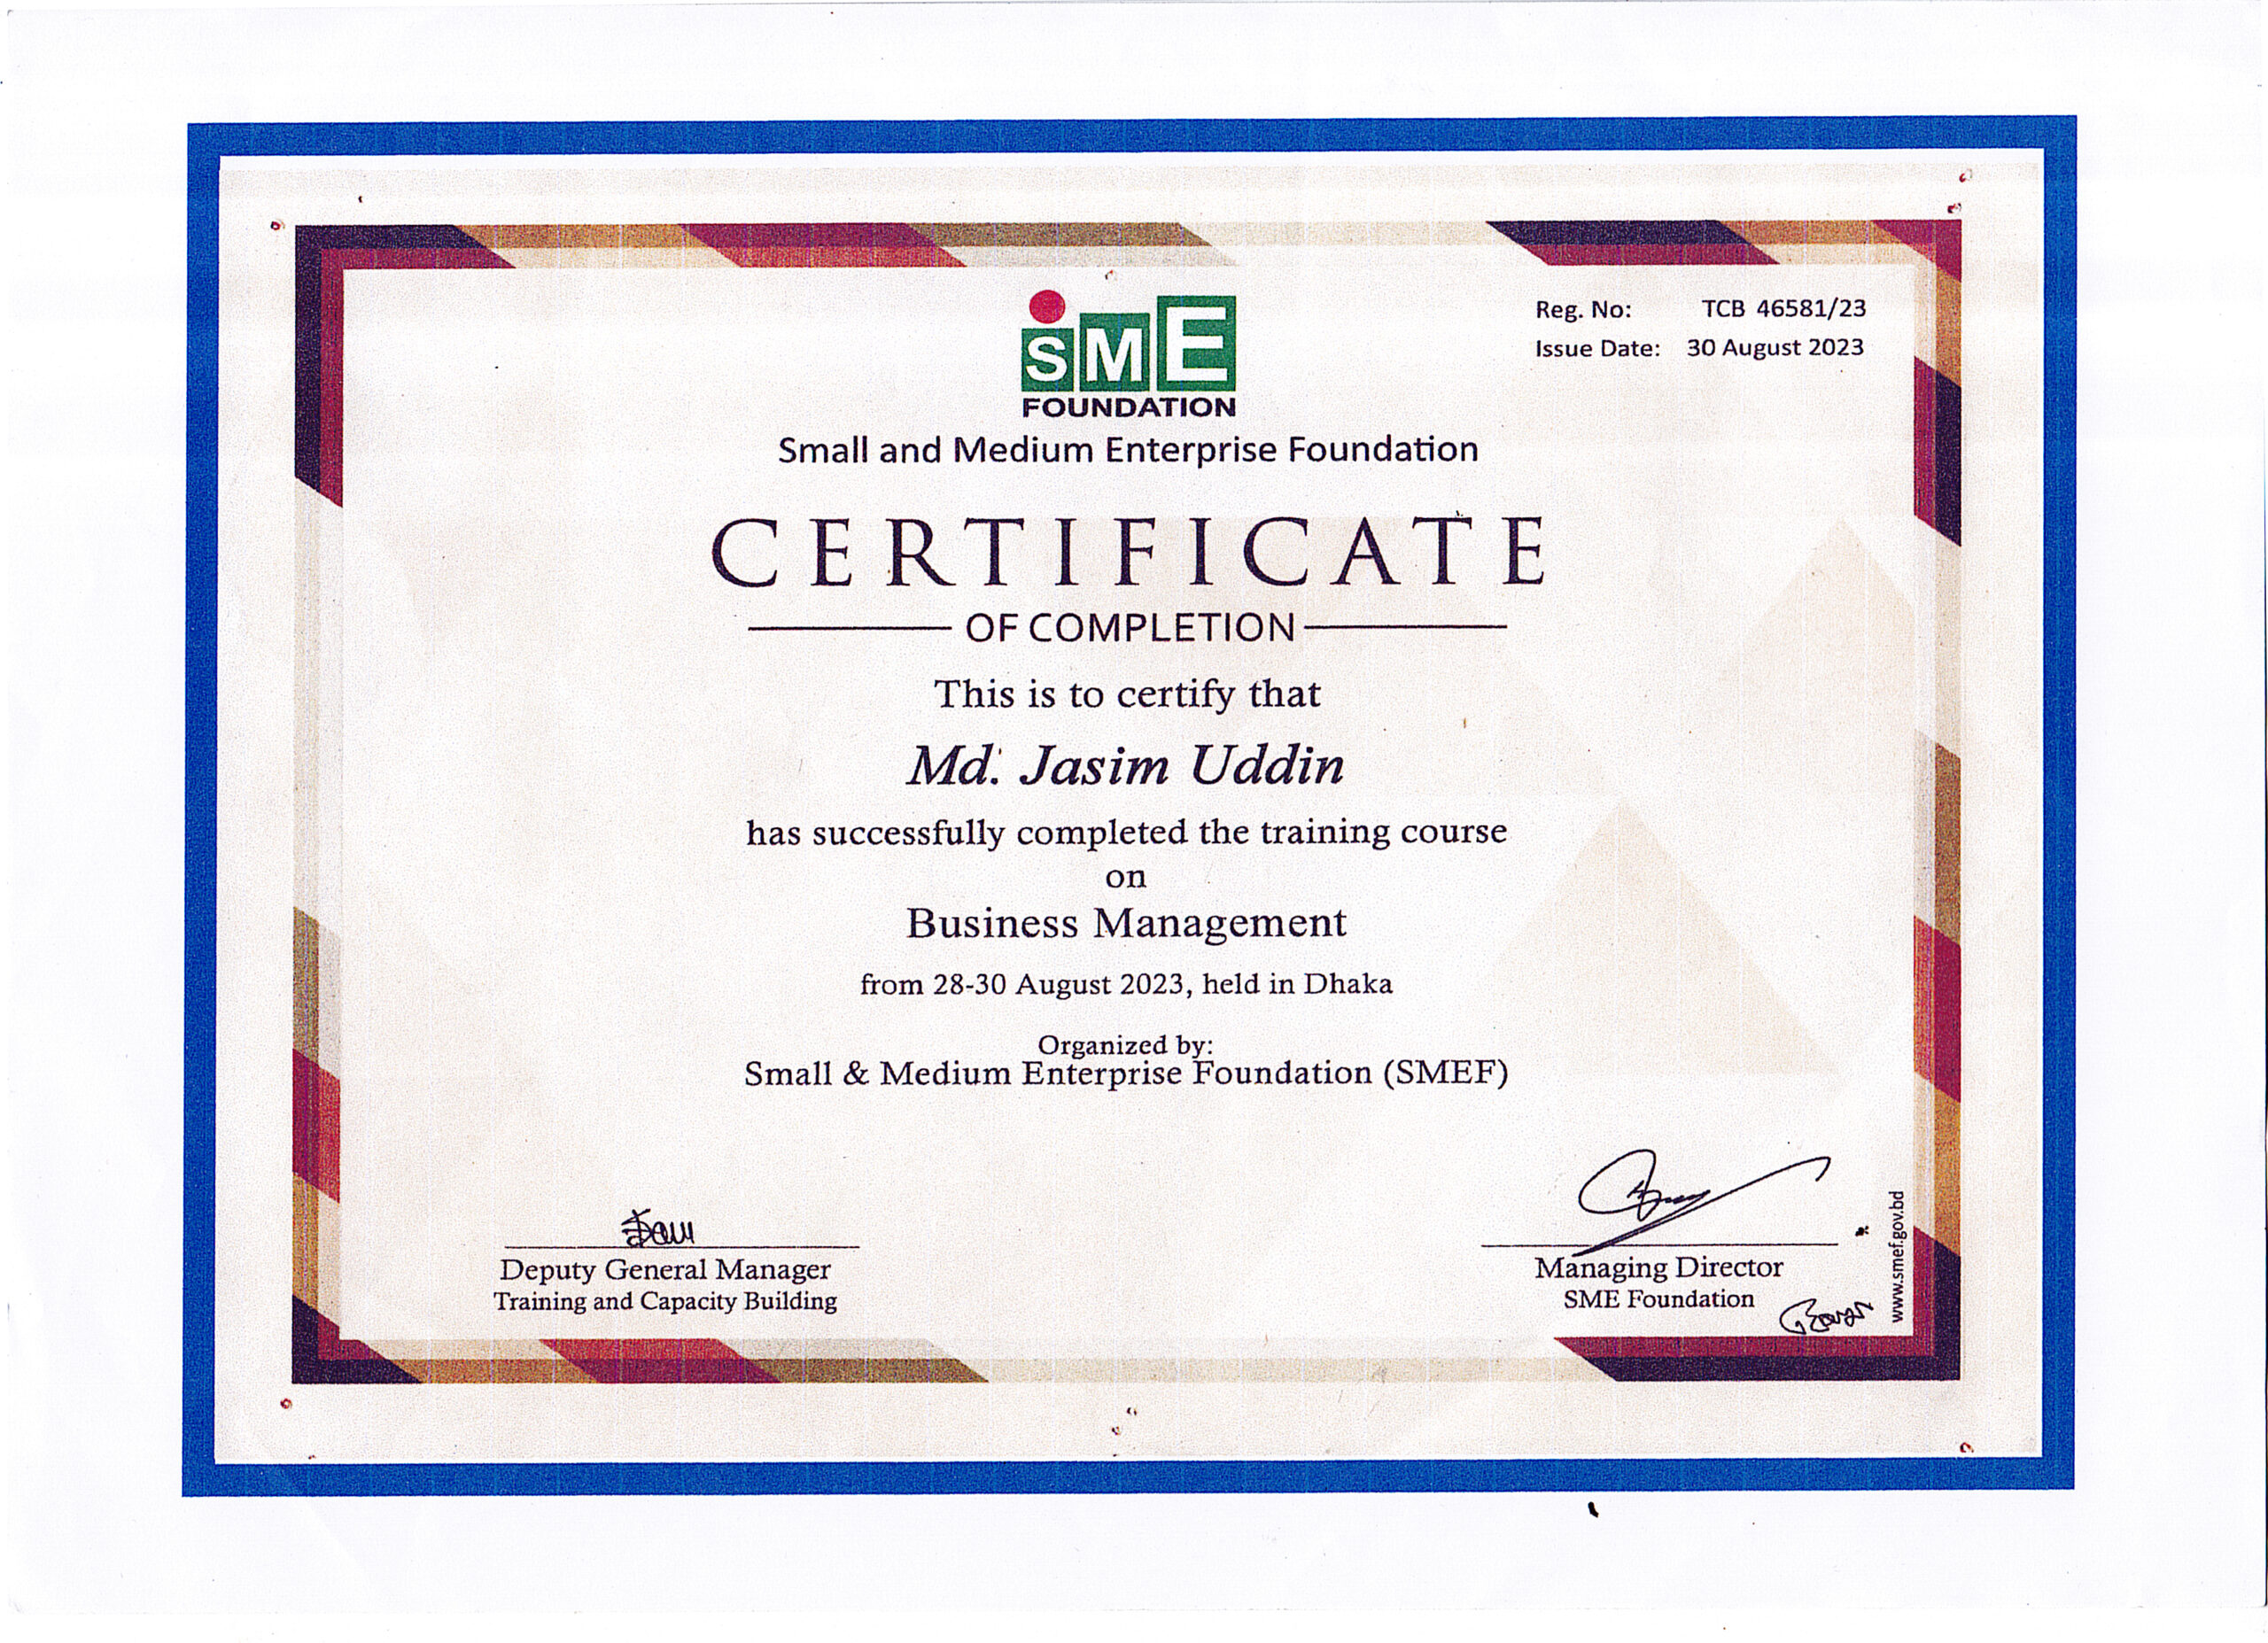 SME
FOUNDATION
Small and Medium Enterprise Foundation
Reg. No: TCB 46581/23
Issue Date: 30 August 2023
CERTIFICATE
OF COMPLETION
This is to certify that
Md. Jasim Uddin
has successfully completed the training course
on
Business Management
from 28-30 August 2023, held in Dhaka
Organized by:
Small & Medium Enterprise Foundation (SMEF)
Deputy General Manager
Training and Capacity Building
Managing Director
SME Foundation
www.smef.gov.bd